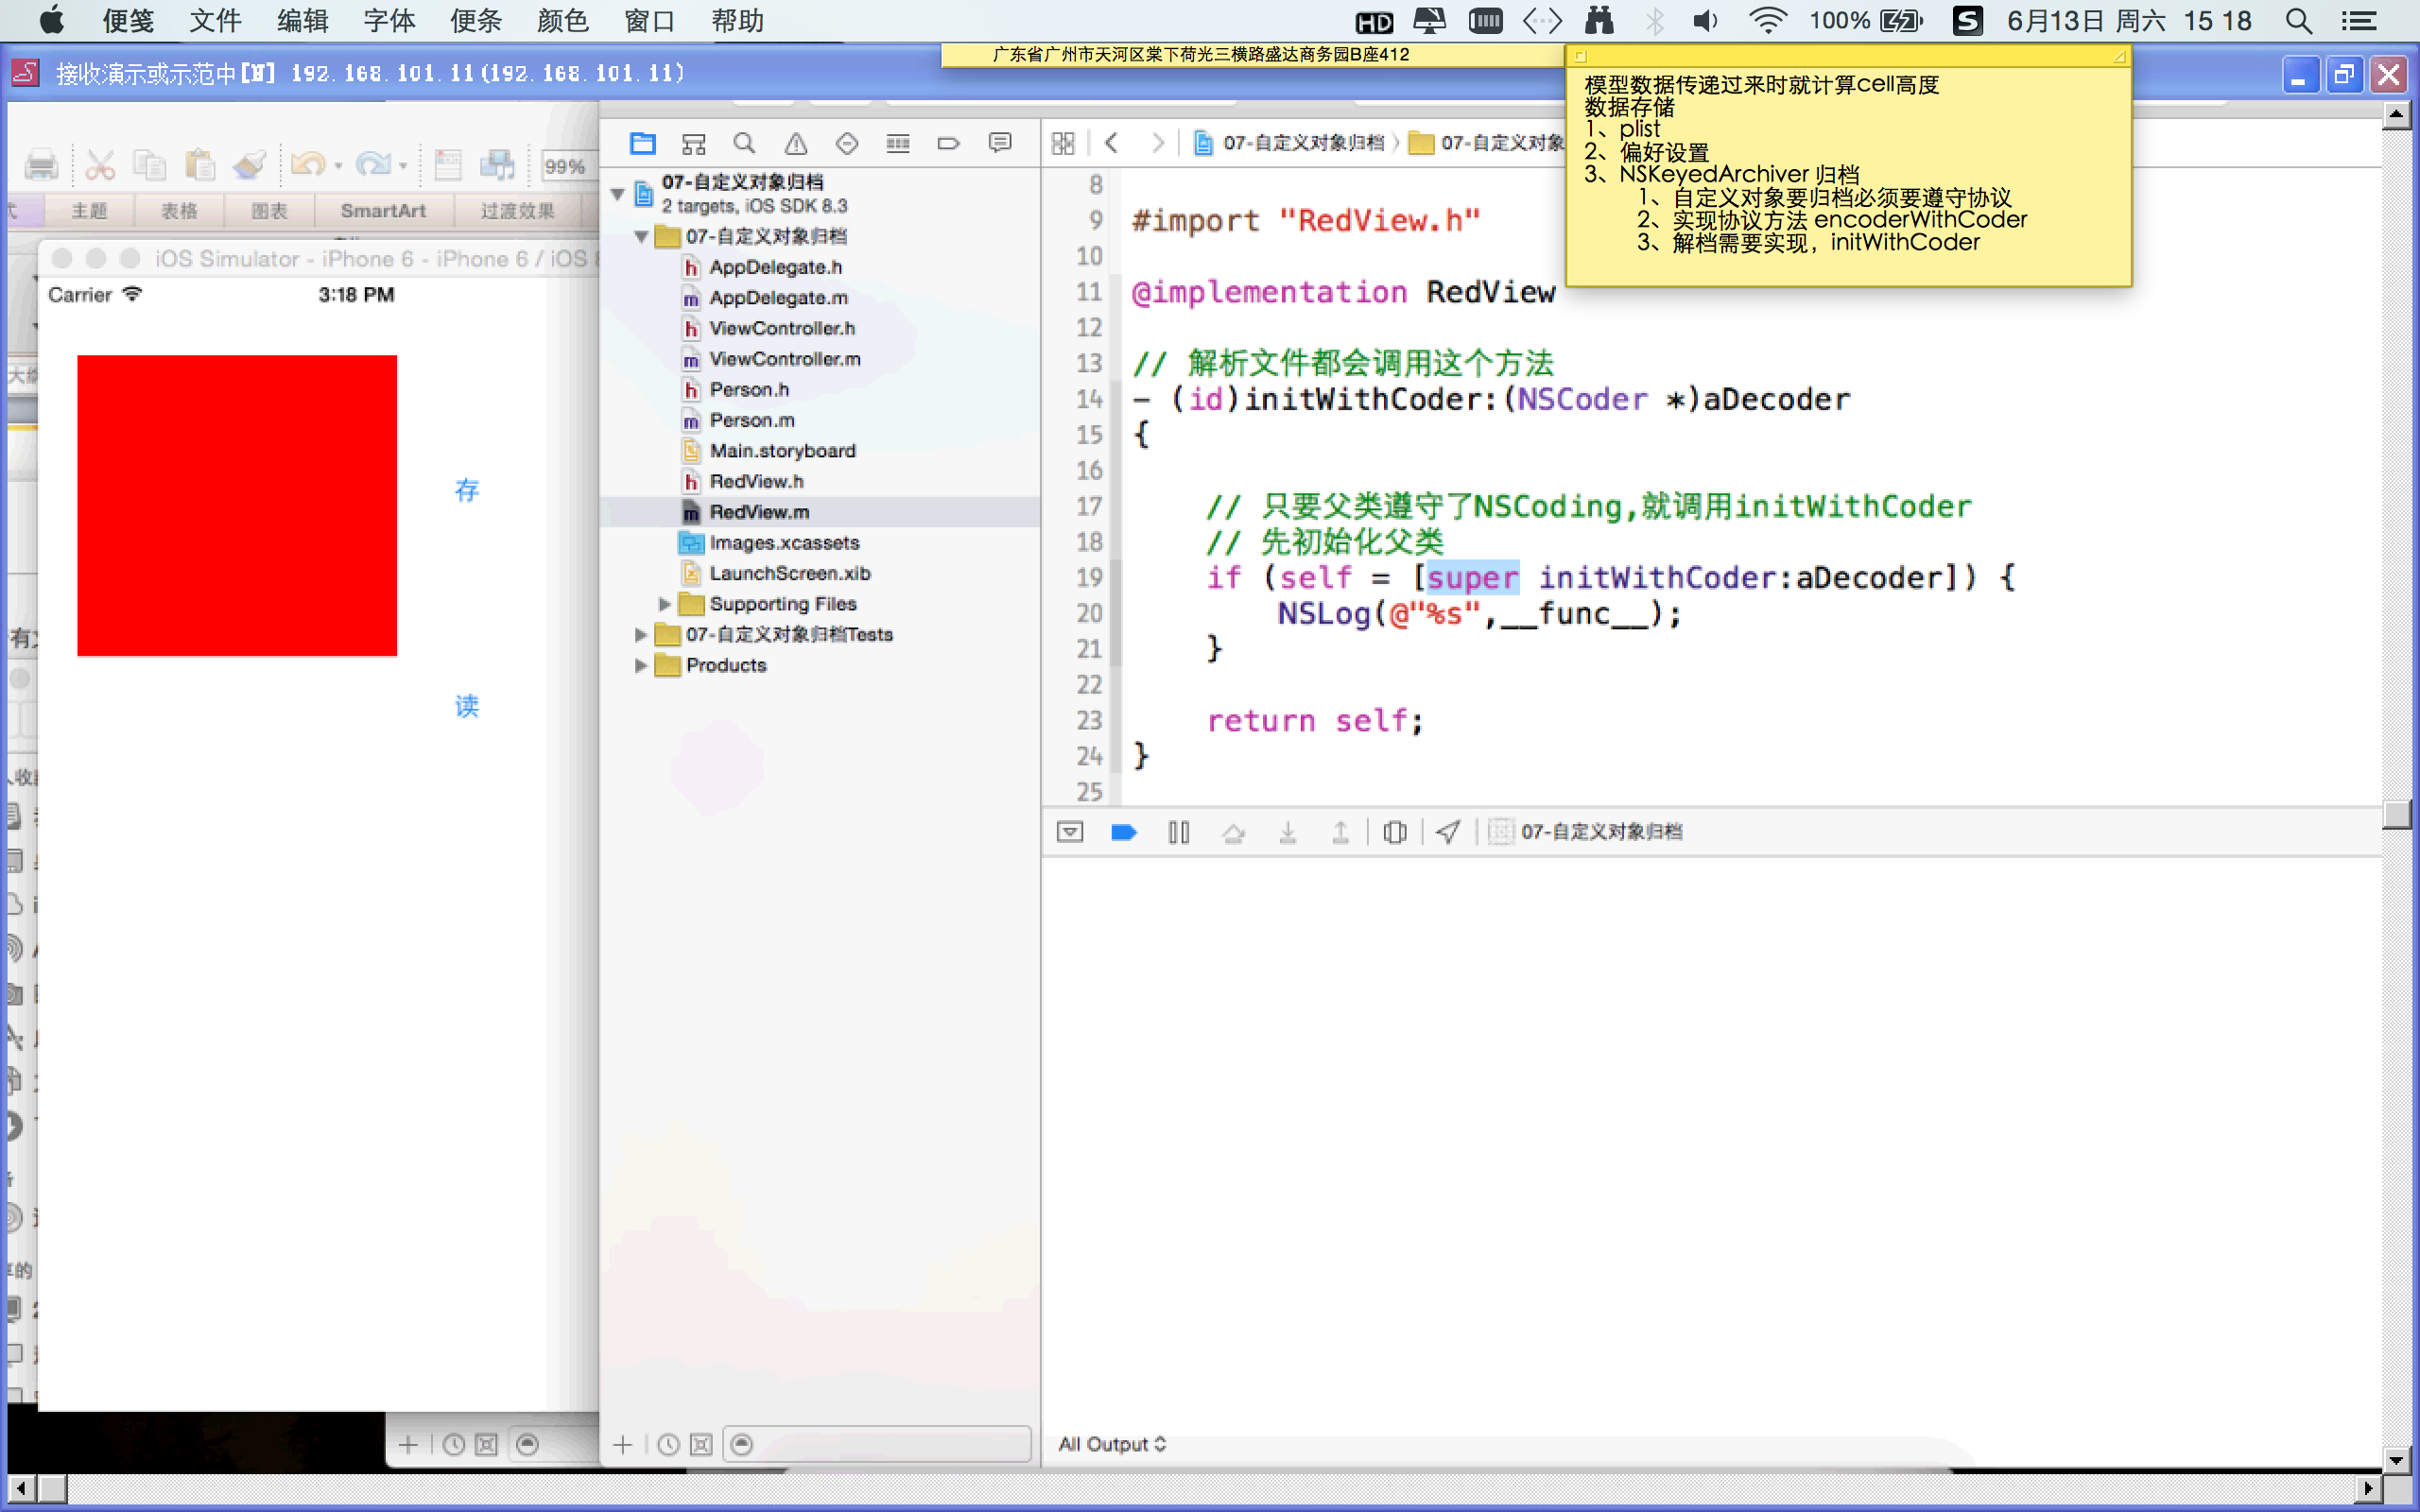 便笺 文件 编辑 字体 便条 颜色 窗口 帮助
HD 100% 6月13日 周六 15 18
广东省广州市天河区棠下荷光三横路盛达商务园B座412
接收演示或示范中[W] 192.168.101.11(192.168.101.11)
模型数据传递过来时就计算cell高度
数据存储
1、plist
2、偏好设置
3、NSKeyedArchiver 归档
1、自定义对象要归档必须要遵守协议
2、实现协议方法 encoderWithCoder
3、解档需要实现，initWithCoder
99%
主题 表格 图表 SmartArt 过渡效果
iOS Simulator - iPhone 6 - iPhone 6 / iOS
Carrier 3:18 PM
存
读
07-自定义对象归档
2 targets, iOS SDK 8.3
07-自定义对象归档
AppDelegate.h
AppDelegate.m
ViewController.h
ViewController.m
Person.h
Person.m
Main.storyboard
RedView.h
RedView.m
Images.xcassets
LaunchScreen.xib
Supporting Files
07-自定义对象归档Tests
Products
07-自定义对象归档 07-自定义对象
8
9 #import "RedView.h"
10
11 @implementation RedView
12
13 // 解析文件都会调用这个方法
14 - (id)initWithCoder:(NSCoder *)aDecoder
15 {
16
17 // 只要父类遵守了NSCoding,就调用initWithCoder
18 // 先初始化父类
19 if (self = [super initWithCoder:aDecoder]) {
20 NSLog(@"%s",__func__);
21 }
22
23 return self;
24 }
25
07-自定义对象归档
All Output